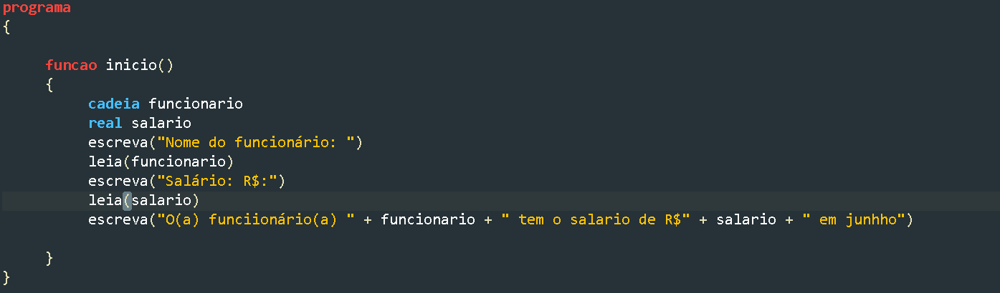 programa
{
funcao inicio()
{
cadeia funcionario
real salario
escreva("Nome do funcionário: ")
leia(funcionario)
escreva("Salário: R$:")
leia(salario)
escreva("O(a) funciionário(a) " + funcionario + " tem o salario de R$" + salario + " em junhho")
}
}